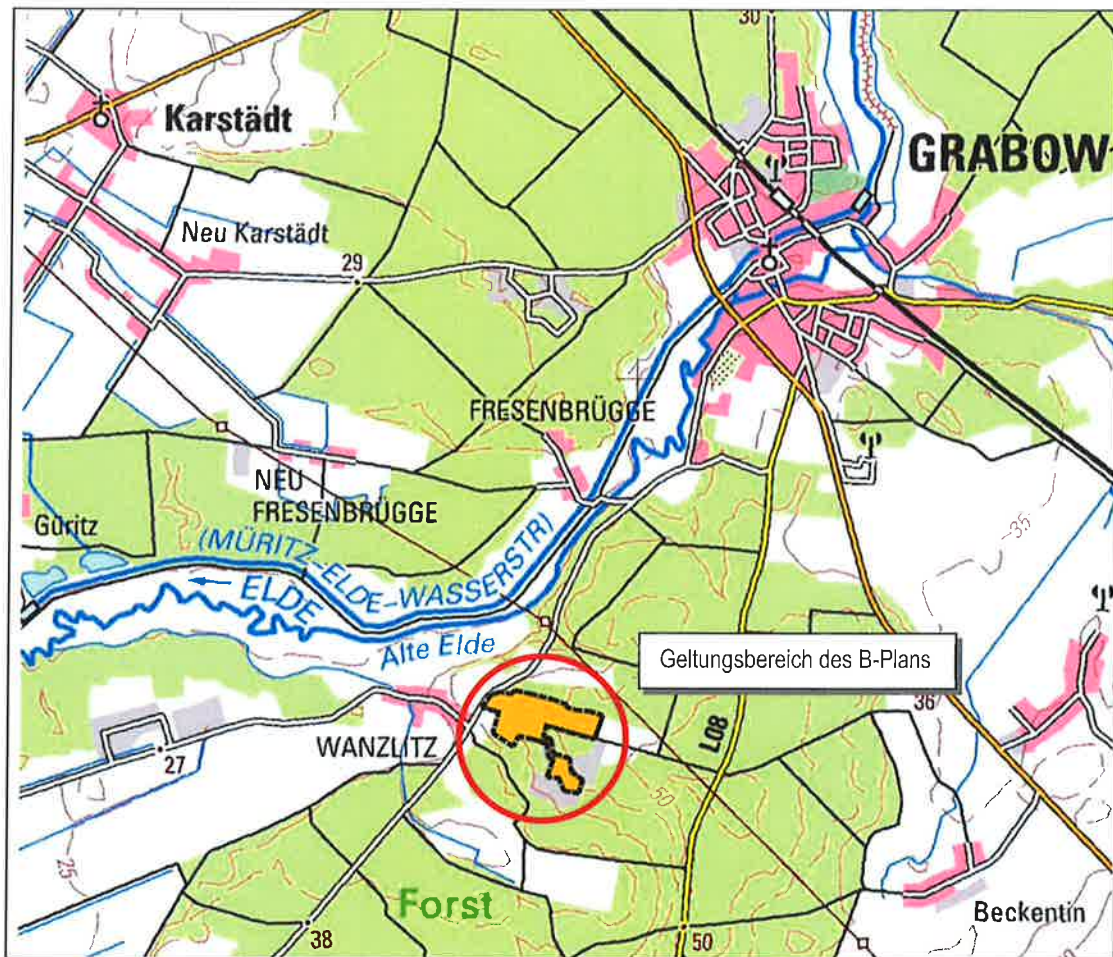 30
Karstädt
GRABOW
Neu Karstädt
29
FRESENBRÜGGE
NEU
FRESENBRÜGGE
Güritz
35
(MÜRITZ-ELDE-WASSERSTR)
ELDE
Alte Elde
Geltungsbereich des B-Plans
36
L08
WANZLITZ
27
50
25
Forst
Beckentin
38
50